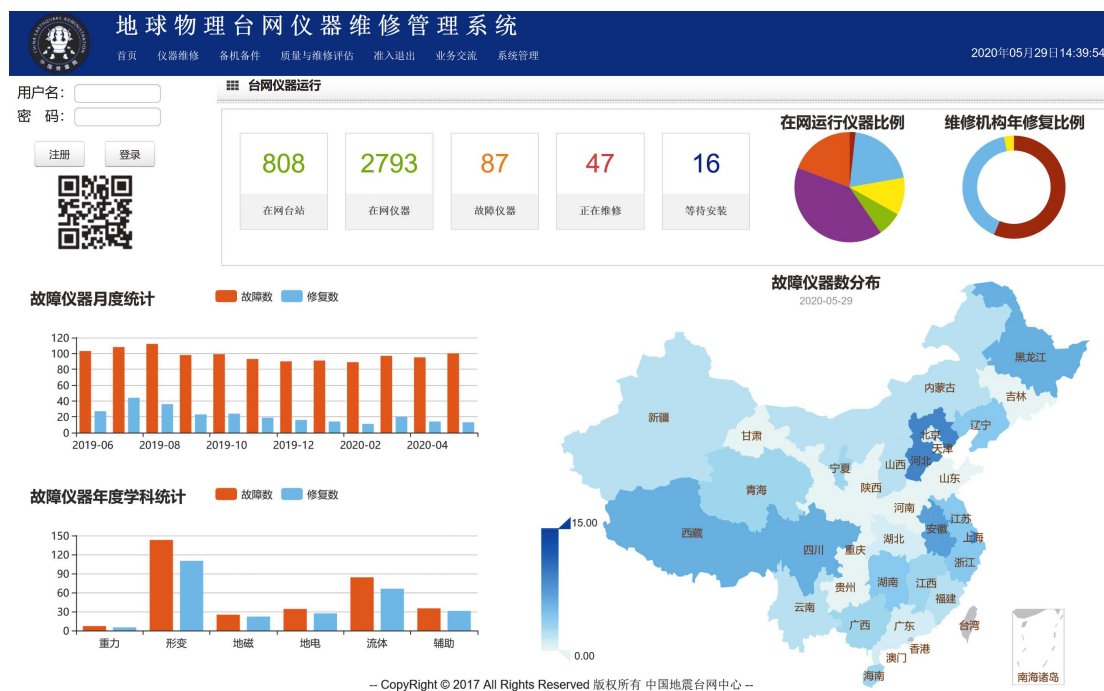 地球物理台网仪器维修管理系统
首页 仪器维修 备机备件 质量与维修评估 准入退出 业务交流 系统管理
2020年05月29日14:39:54
用户名：
密 码：
注册 登录
台网仪器运行
808 2793 87 47 16
在网台站 在网仪器 故障仪器 正在维修 等待安装
在网运行仪器比例
维修机构年修复比例
故障仪器月度统计
故障数 修复数
120
100
80
60
40
20
0
2019-06 2019-08 2019-10 2019-12 2020-02 2020-04
故障仪器年度学科统计
故障数 修复数
150
120
90
60
30
0
重力 形变 地磁 地电 流体 辅助
故障仪器数分布
2020-05-29
黑龙江
内蒙古
吉林
新疆
辽宁
甘肃
北京
天津
宁夏
山西
河北
山东
青海
陕西
河南
西藏
四川
重庆
湖北
安徽
江苏
上海
浙江
贵州
湖南
江西
福建
云南
广西
广东
台湾
香港
澳门
海南
南海诸岛
15.00
0.00
-- CopyRight © 2017 All Rights Reserved 版权所有 中国地震台网中心 --